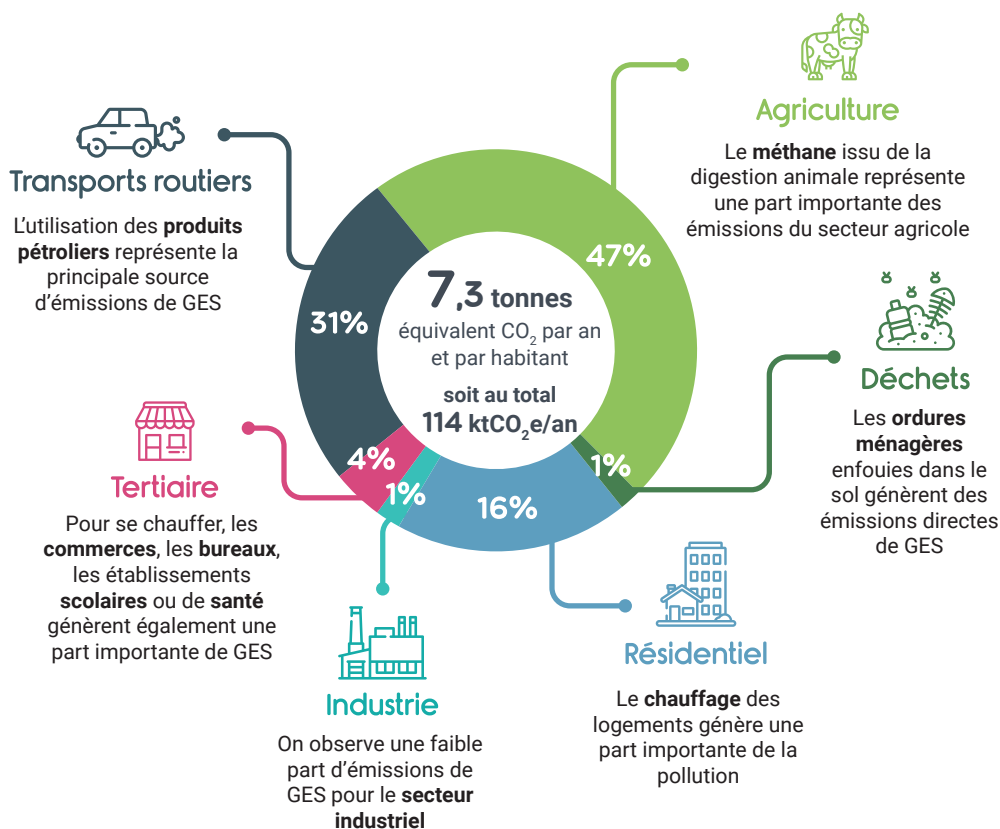 Agriculture
Le méthane issu de la
digestion animale représente
une part importante des
émissions du secteur agricole
Transports routiers
L'utilisation des produits
pétroliers représente la
principale source
d'émissions de GES
47%
31%
7,3 tonnes
équivalent CO₂ par an
et par habitant
soit au total
114 ktCO₂e/an
Déchets
Les ordures
ménagères
enfouies dans le
sol génèrent des
émissions directes
de GES
4%
1%
16%
1%
Tertiaire
Pour se chauffer, les
commerces, les bureaux,
les établissements
scolaires ou de santé
génèrent également une
part importante de GES
Industrie
On observe une faible
part d'émissions de
GES pour le secteur
industriel
Résidentiel
Le chauffage des
logements génère une
part importante de la
pollution